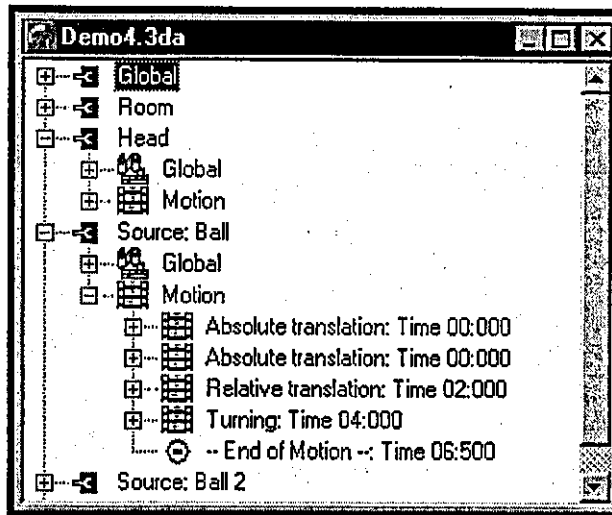 Demo4.3da
Global
Room
Head
Global
Motion
Source: Ball
Global
Motion
Absolute translation: Time 00:000
Absolute translation: Time 00:000
Relative translation: Time 02:000
Turning: Time 04:000
-- End of Motion --: Time 06:500
Source: Ball 2